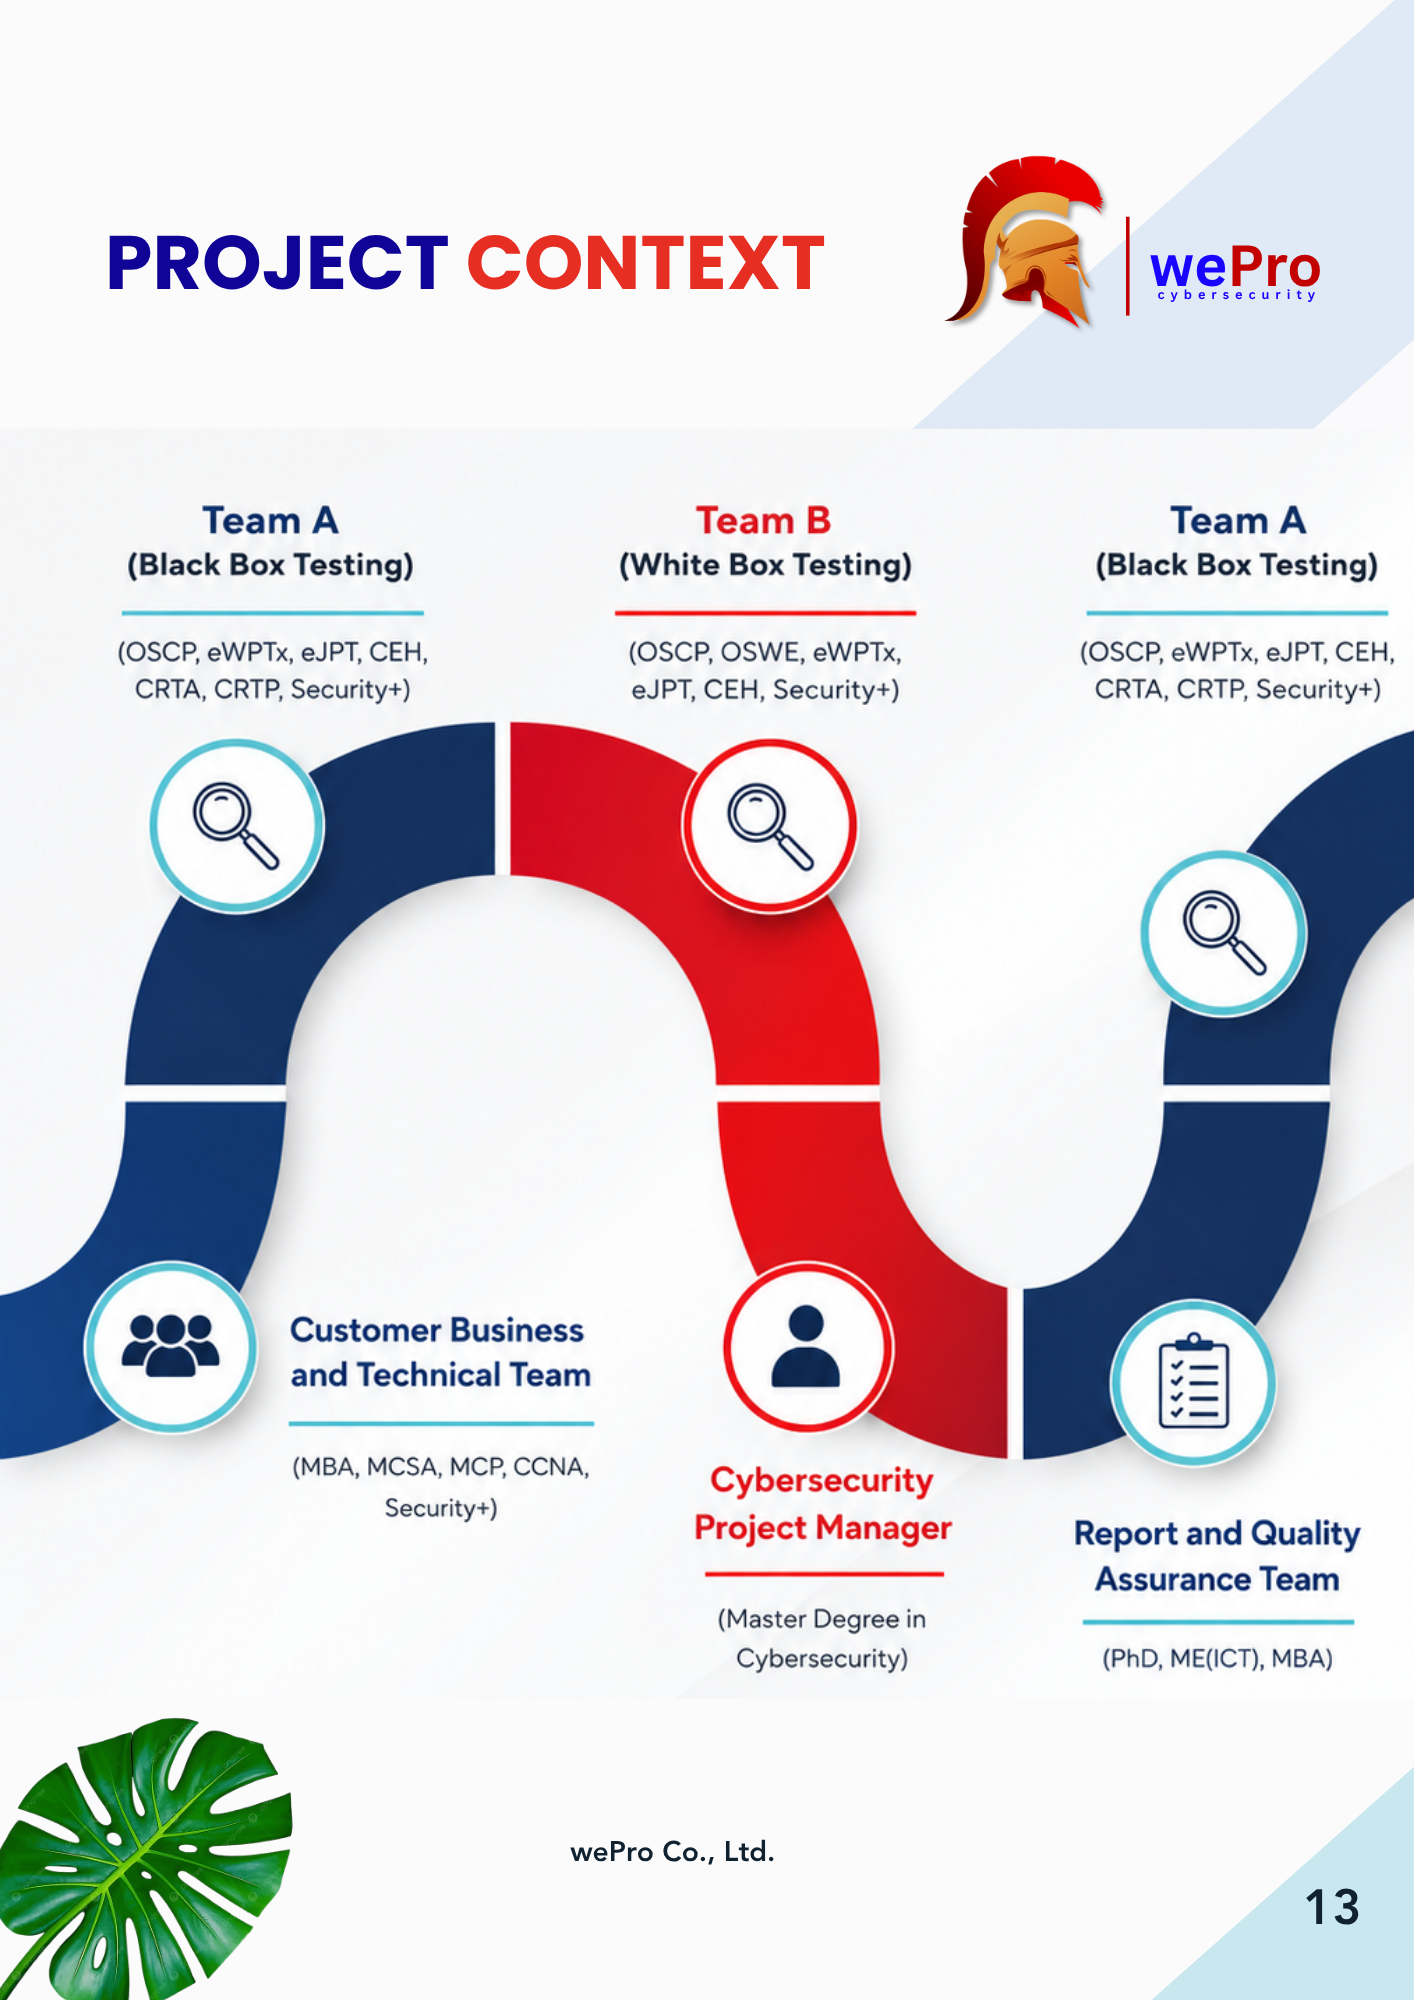 PROJECT CONTEXT
wePro
cybersecurity
Team A
(Black Box Testing)
(OSCP, eWPTx, eJPT, CEH,
CRTA, CRTP, Security+)
Team B
(White Box Testing)
(OSCP, OSWE, eWPTx,
eJPT, CEH, Security+)
Team A
(Black Box Testing)
(OSCP, eWPTx, eJPT, CEH,
CRTA, CRTP, Security+)
Customer Business
and Technical Team
(MBA, MCSA, MCP, CCNA,
Security+)
Cybersecurity
Project Manager
(Master Degree in
Cybersecurity)
Report and Quality
Assurance Team
(PhD, ME(ICT), MBA)
wePro Co., Ltd.
13